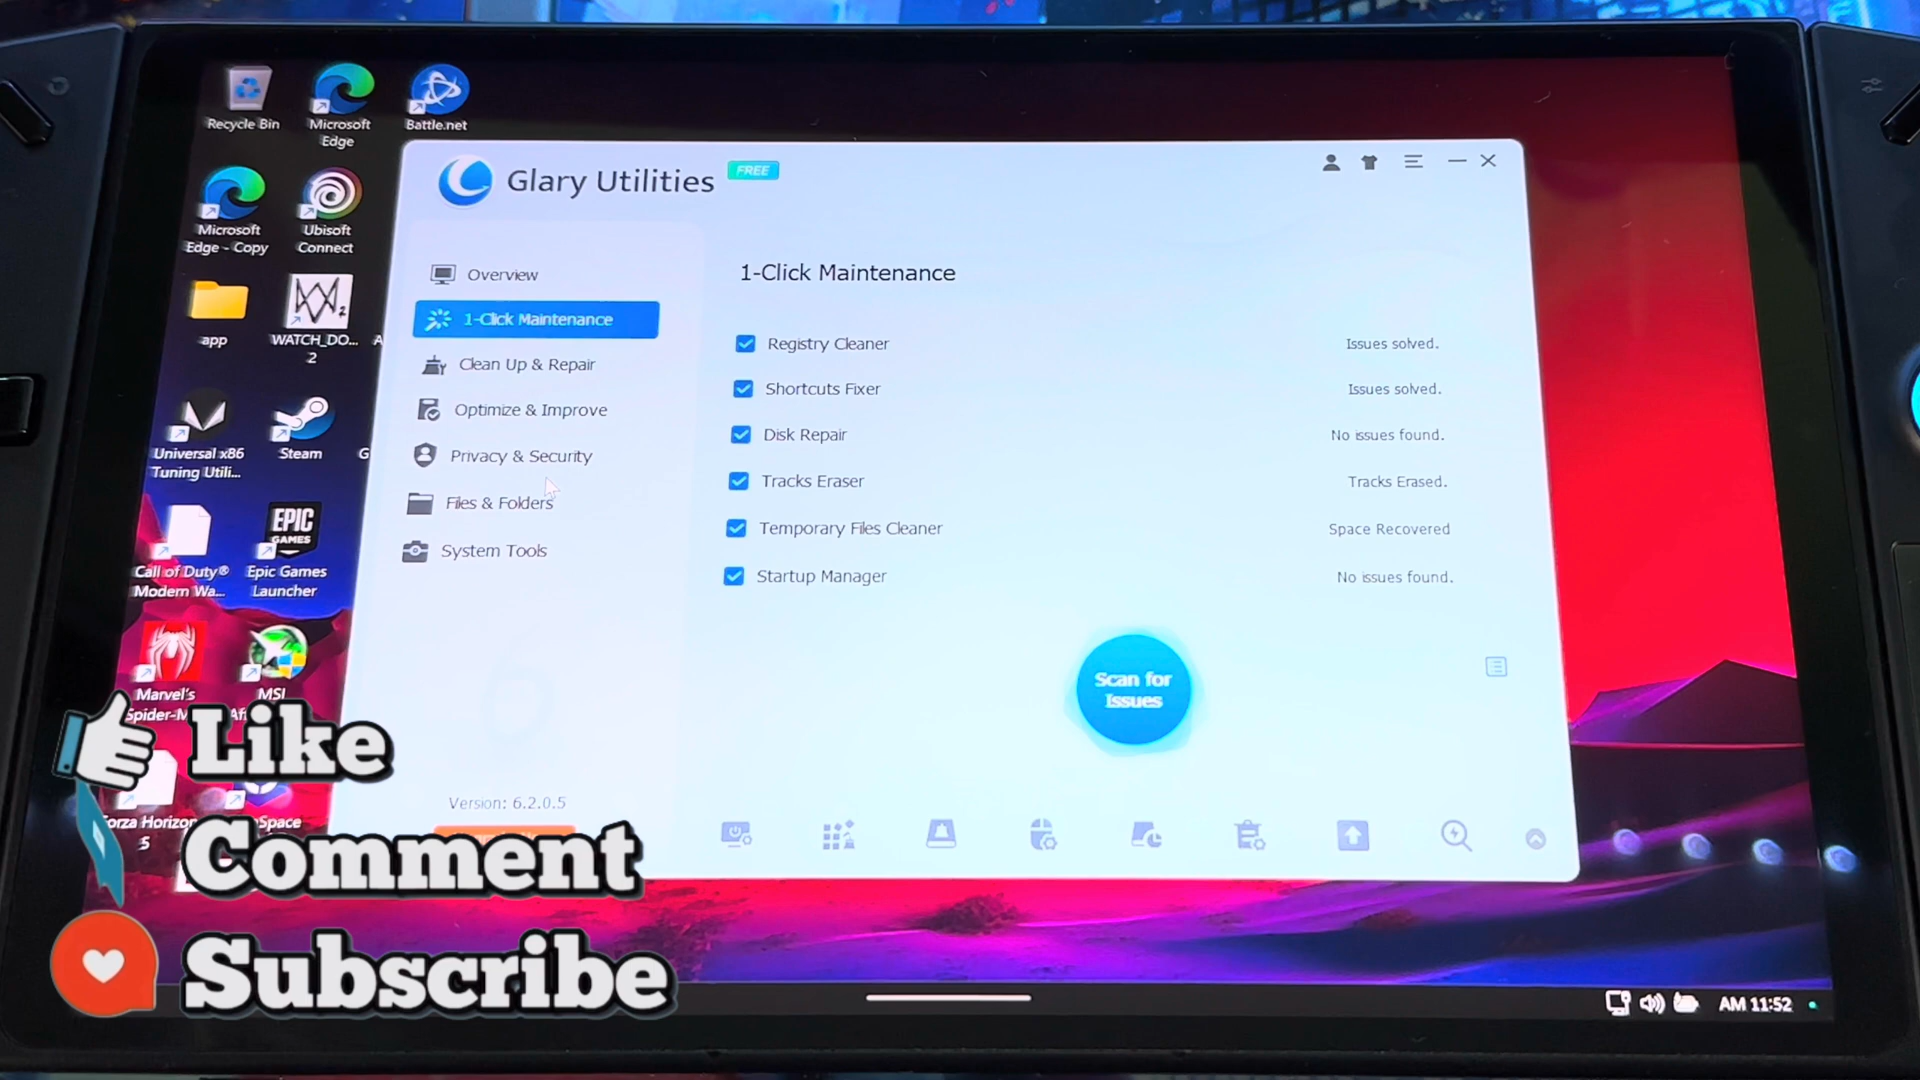 Recycle Bin
Microsoft
Edge
Battle.net
Microsoft
Edge - Copy
Ubisoft
Connect
app
WATCH_DO...
2
A
Universal x86
Tuning Utili...
Steam
G
Call of Duty®
Modern Wa...
EPIC
GAMES
Epic Games
Launcher
Marvel's
Spider-M
MSI
Af
orza Horizon
5
Space
Glary Utilities
FREE
Overview
1-Click Maintenance
Clean Up & Repair
Optimize & Improve
Privacy & Security
Files & Folders
System Tools
Version: 6.2.0.5
1-Click Maintenance
Registry Cleaner
Issues solved.
Shortcuts Fixer
Issues solved.
Disk Repair
No issues found.
Tracks Eraser
Tracks Erased.
Temporary Files Cleaner
Space Recovered
Startup Manager
No issues found.
Scan for
Issues
Like
Comment
Subscribe
AM 11:52